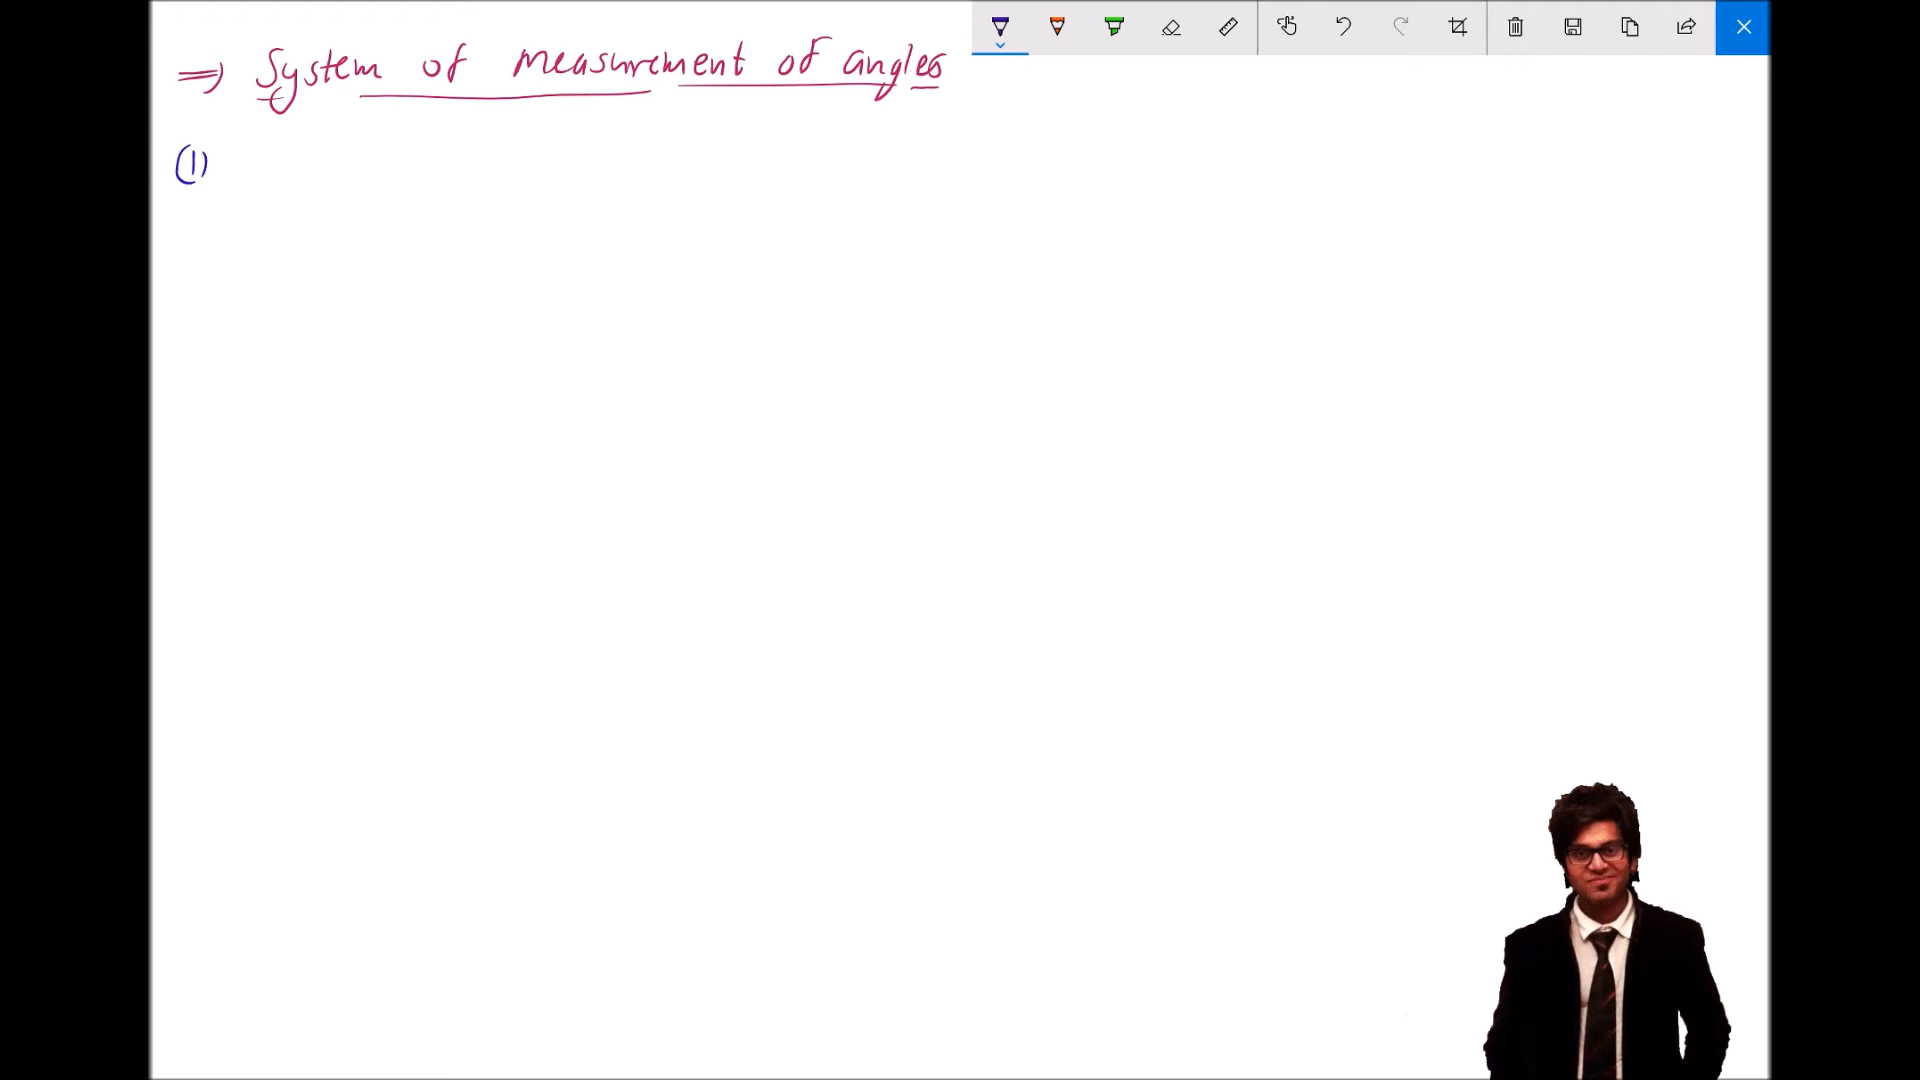 ⇒ System of measurement of angles
(1)